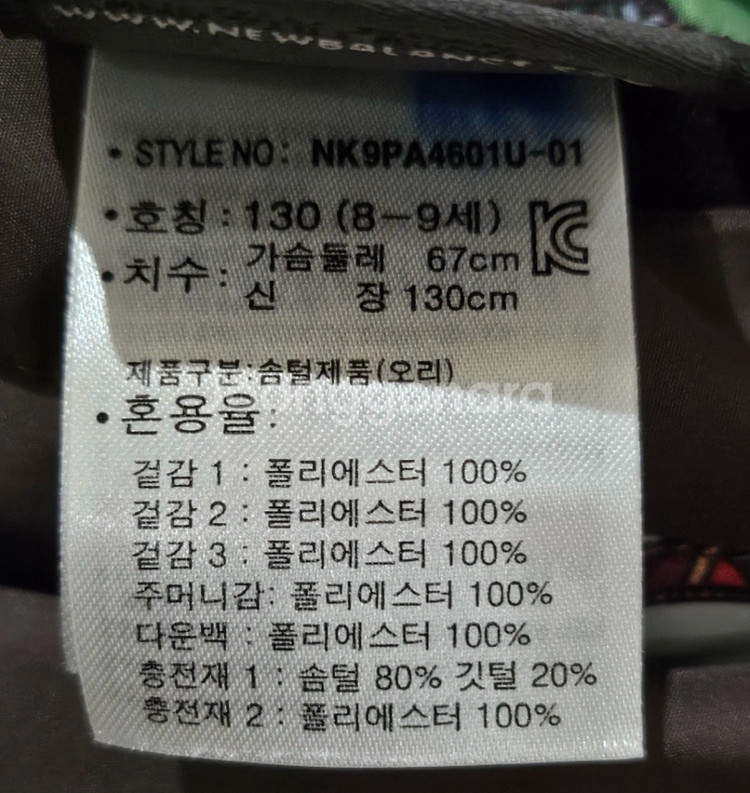 WWW.NEWBALANCE
• STYLE NO : NK9PA4601U-01
• 호칭 : 130 (8-9세)
• 치수 : 가슴둘레 67cm
신 장 130cm
제품구분:솜털제품(오리)
• 혼용율:
겉감 1 : 폴리에스터 100%
겉감 2 : 폴리에스터 100%
겉감 3 : 폴리에스터 100%
주머니감: 폴리에스터 100%
다운백 : 폴리에스터 100%
충전재 1 : 솜털 80% 깃털 20%
충전재 2 : 폴리에스터 100%